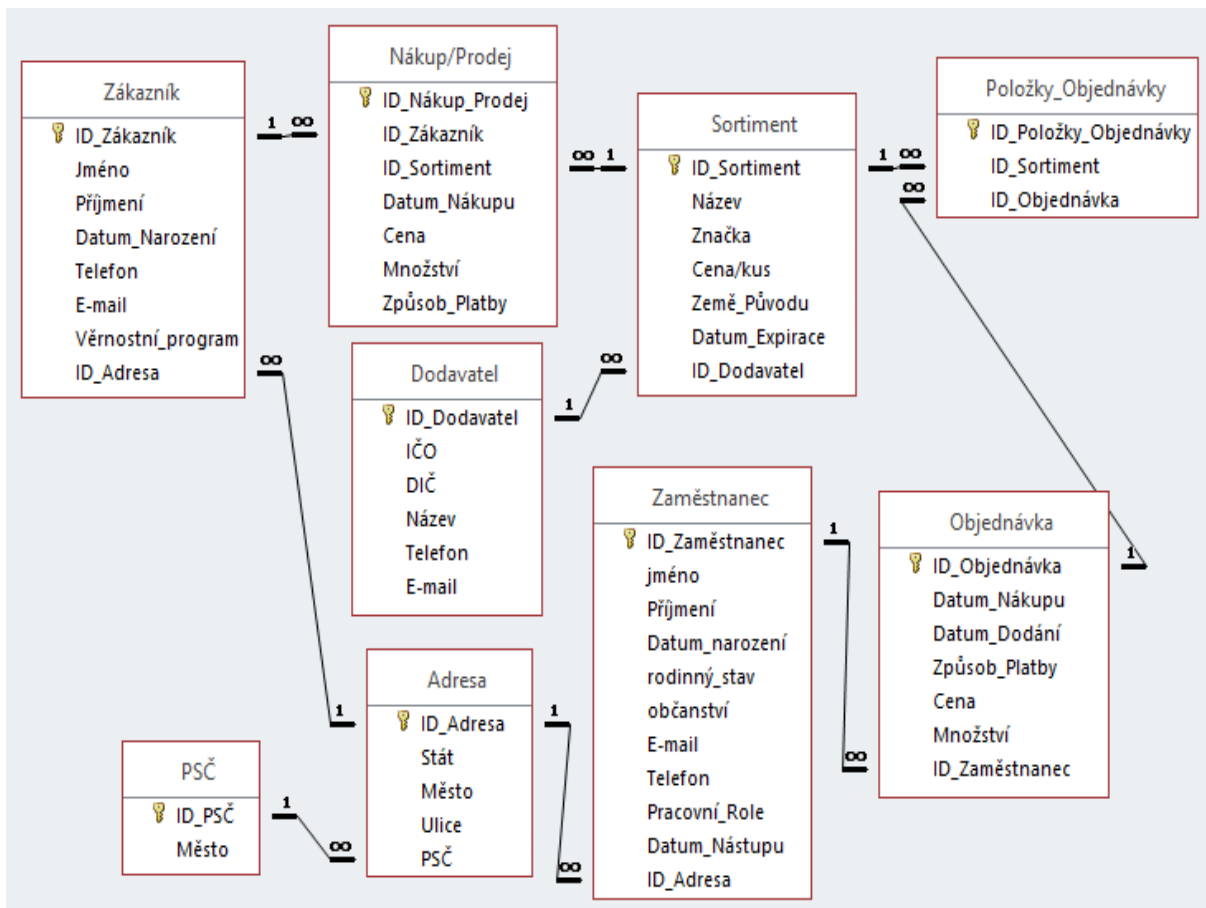 Zákazník
ID_Zákazník
Jméno
Příjmení
Datum_Narození
Telefon
E-mail
Věrnostní_program
ID_Adresa
1 ∞
Nákup/Prodej
ID_Nákup_Prodej
ID_Zákazník
ID_Sortiment
Datum_Nákupu
Cena
Množství
Způsob_Platby
∞ 1
Sortiment
ID_Sortiment
Název
Značka
Cena/kus
Země_Původu
Datum_Expirace
ID_Dodavatel
1 ∞
∞
Položky_Objednávky
ID_Položky_Objednávky
ID_Sortiment
ID_Objednávka
∞
Dodavatel
ID_Dodavatel
IČO
DIČ
Název
Telefon
E-mail
1
∞
Zaměstnanec
ID_Zaměstnanec
jméno
Příjmení
Datum_narození
rodinný_stav
občanství
E-mail
Telefon
Pracovní_Role
Datum_Nástupu
ID_Adresa
1
∞
Objednávka
ID_Objednávka
Datum_Nákupu
Datum_Dodání
Způsob_Platby
Cena
Množství
ID_Zaměstnanec
1
Adresa
ID_Adresa
Stát
Město
Ulice
PSČ
1
1
∞
PSČ
ID_PSČ
Město
1
∞